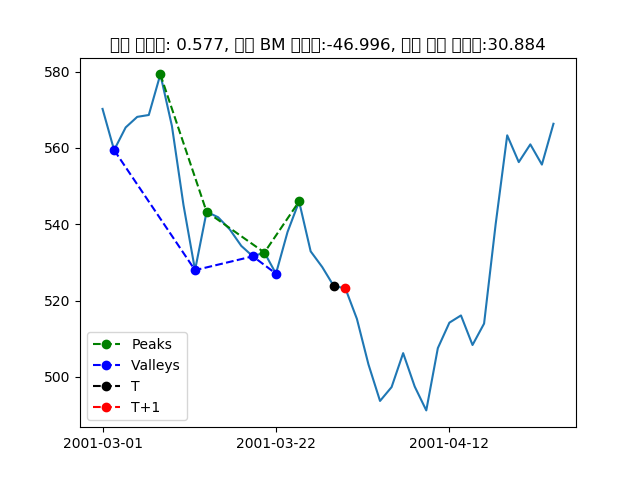 : 0.577, BM :-46.996, :30.884
580
560
540
520
500
Peaks
Valleys
T
T+1
2001-03-01 2001-03-22 2001-04-12